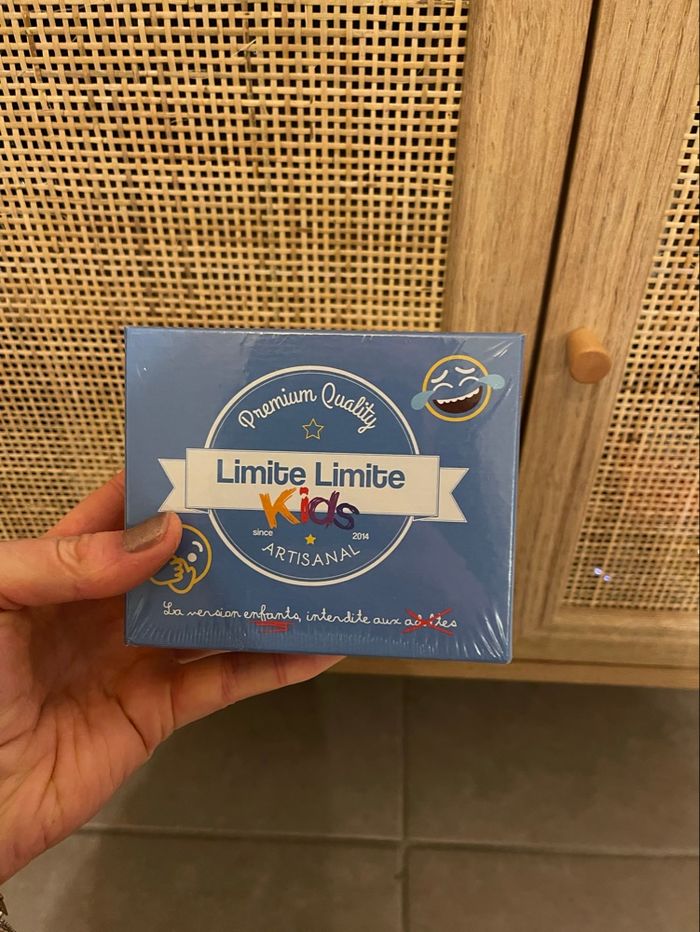 Premium Quality
Limite Limite
Kids
since 2014
ARTISANAL
La version enfants, interdite aux adultes